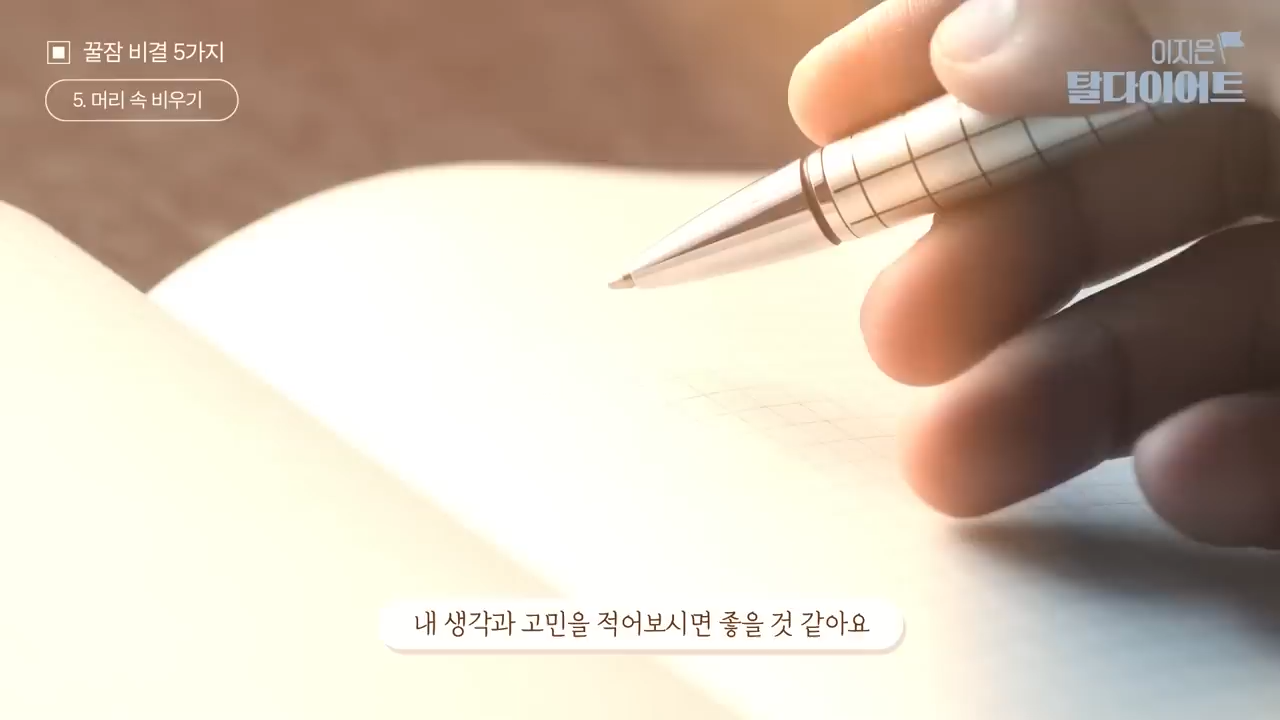 꿀잠 비결 5가지
5. 머리 속 비우기
이지은
탈다이어트
내 생각과 고민을 적어보시면 좋을 것 같아요